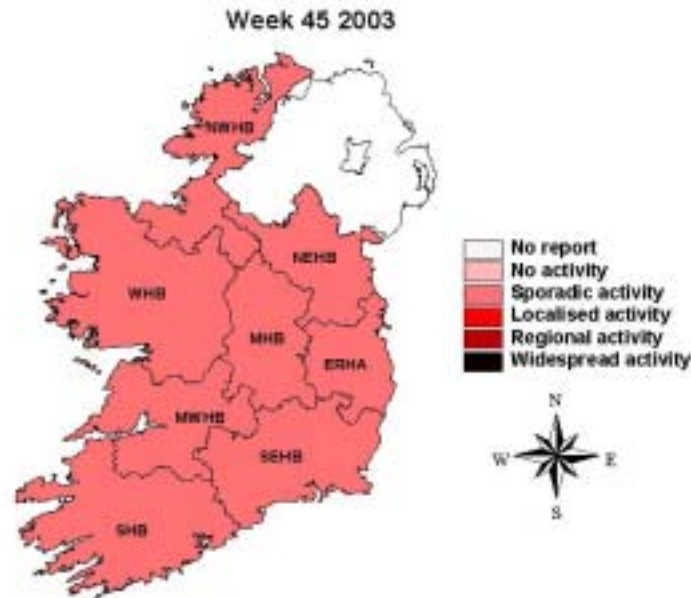 Week 45 2003
NWHB
NEHB
WHB
MHB
ERHA
MWHB
SEHB
SHB
No report
No activity
Sporadic activity
Localised activity
Regional activity
Widespread activity
N
W E
S